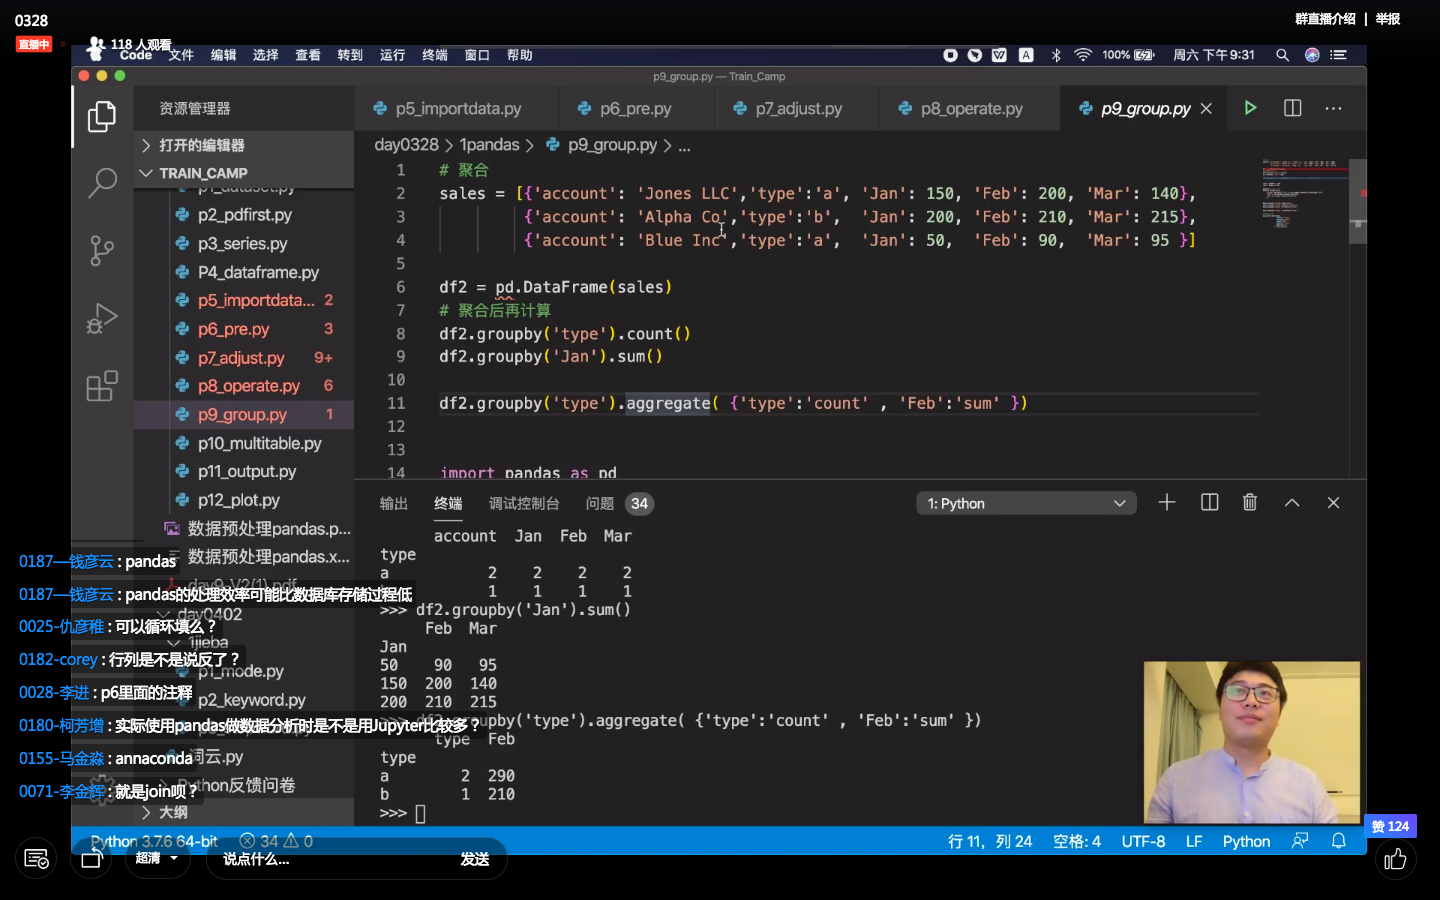 0328
群直播介绍 | 举报
直播中
118 人观看
Code 文件 编辑 选择 查看 转到 运行 终端 窗口 帮助
100% 周六 下午9:31
p9_group.py — Train_Camp
资源管理器
p5_importdata.py p6_pre.py p7_adjust.py p8_operate.py p9_group.py
打开的编辑器
day0328 > 1pandas > p9_group.py > ...
TRAIN_CAMP
p1_dataset.py
p2_pdfirst.py
p3_series.py
P4_dataframe.py
p5_importdata... 2
p6_pre.py 3
p7_adjust.py 9+
p8_operate.py 6
p9_group.py 1
p10_multitable.py
p11_output.py
p12_plot.py
数据预处理pandas.p...
数据预处理pandas.x...
day9-V2(1).pdf
day0402
1jieba
p1_mode.py
p2_keyword.py
词云.py
Python反馈问卷
大纲
1 # 聚合
2 sales = [{'account': 'Jones LLC','type':'a', 'Jan': 150, 'Feb': 200, 'Mar': 140},
3 {'account': 'Alpha Co','type':'b', 'Jan': 200, 'Feb': 210, 'Mar': 215},
4 {'account': 'Blue Inc','type':'a', 'Jan': 50, 'Feb': 90, 'Mar': 95 }]
5
6 df2 = pd.DataFrame(sales)
7 # 聚合后再计算
8 df2.groupby('type').count()
9 df2.groupby('Jan').sum()
10
11 df2.groupby('type').aggregate( {'type':'count' , 'Feb':'sum' })
12
13
14 import pandas as pd
输出 终端 调试控制台 问题 34 1: Python
account Jan Feb Mar
type
a 2 2 2 2
1 1 1 1
>>> df2.groupby('Jan').sum()
Feb Mar
Jan
50 90 95
150 200 140
200 210 215
>>> df2.groupby('type').aggregate( {'type':'count' , 'Feb':'sum' })
type Feb
type
a 2 290
b 1 210
>>>
0187—钱彦云 : pandas
0187—钱彦云 : pandas的处理效率可能比数据库存储过程低
0025-仇彦稚 : 可以循环填么？
0182-corey : 行列是不是说反了？
0028-李进 : p6里面的注释
0180-柯芳增 : 实际使用pandas做数据分析时是不是用Jupyter比较多？
0155-马金淼 : annaconda
0071-李金辉 : 就是join呗？
赞 124
Python 3.7.6 64-bit 34 0 行 11，列 24 空格: 4 UTF-8 LF Python
超清 说点什么... 发送